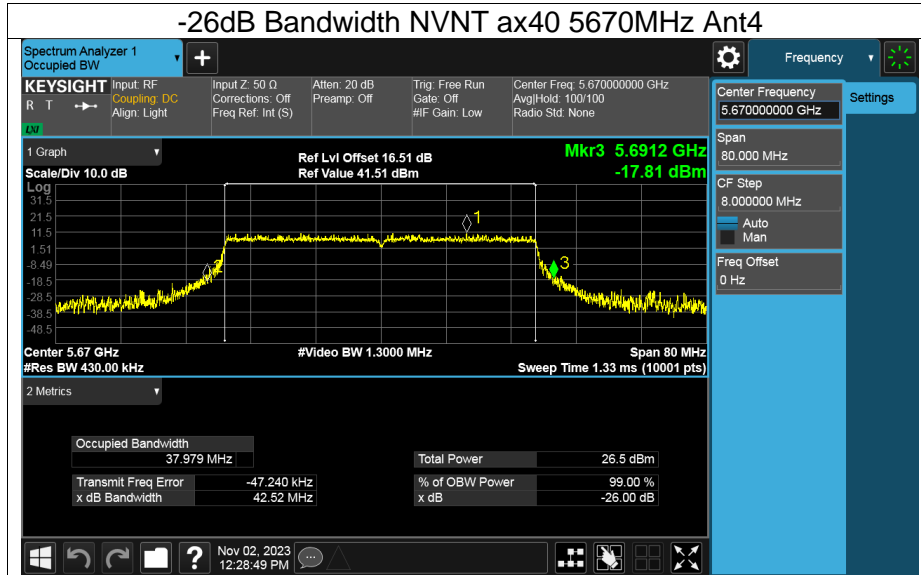 -26dB Bandwidth NVNT ax40 5670MHz Ant4
Spectrum Analyzer 1
Occupied BW
+
Frequency
KEYSIGHT
R T
LXI
Input: RF
Coupling: DC
Align: Light
Input Z: 50 Ω
Corrections: Off
Freq Ref: Int (S)
Atten: 20 dB
Preamp: Off
Trig: Free Run
Gate: Off
#IF Gain: Low
Center Freq: 5.670000000 GHz
Avg|Hold: 100/100
Radio Std: None
Center Frequency
5.670000000 GHz
Settings
Span
80.000 MHz
CF Step
8.000000 MHz
Auto
Man
Freq Offset
0 Hz
1 Graph
Ref Lvl Offset 16.51 dB
Mkr3 5.6912 GHz
Scale/Div 10.0 dB
Ref Value 41.51 dBm
-17.81 dBm
Log
31.5
21.5
11.5
1.51
-8.49
-18.5
-28.5
-38.5
-48.5
1
2
3
Center 5.67 GHz
#Video BW 1.3000 MHz
Span 80 MHz
#Res BW 430.00 kHz
Sweep Time 1.33 ms (10001 pts)
2 Metrics
Occupied Bandwidth
37.979 MHz
Total Power 26.5 dBm
Transmit Freq Error -47.240 kHz
% of OBW Power 99.00 %
x dB Bandwidth 42.52 MHz
x dB -26.00 dB
?
Nov 02, 2023
12:28:49 PM